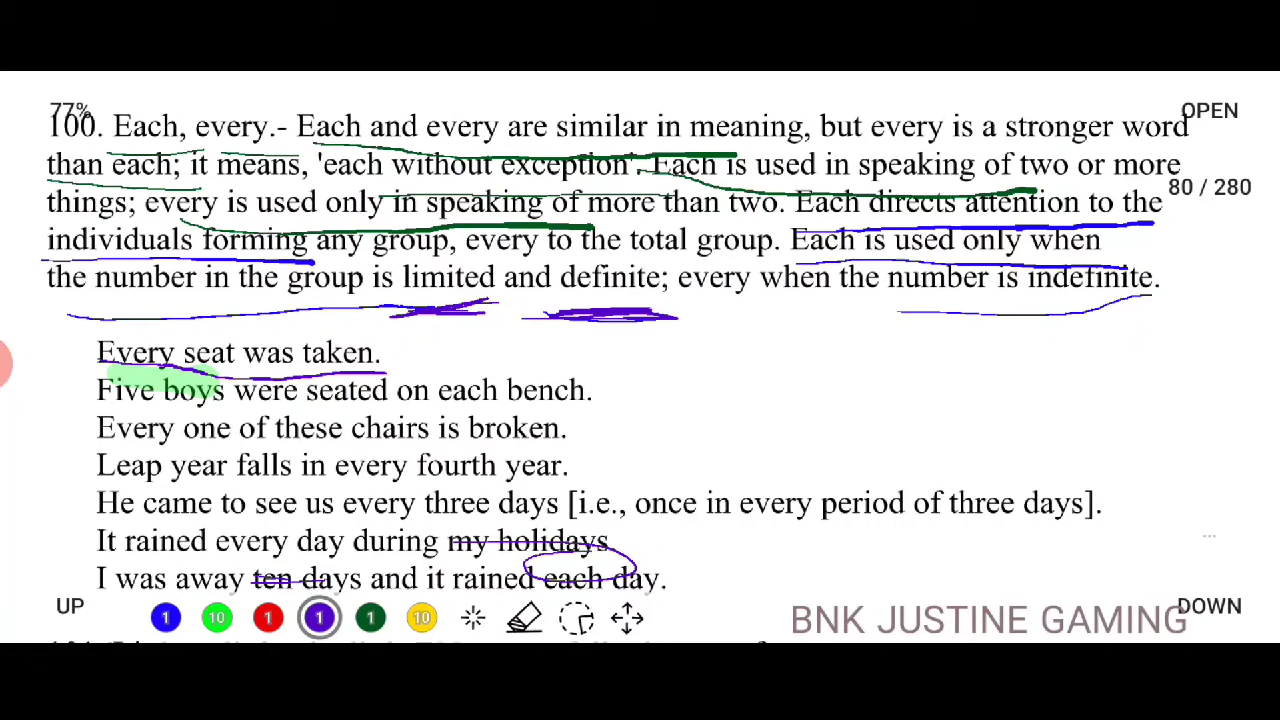 77%
OPEN
100. Each, every.- Each and every are similar in meaning, but every is a stronger word
than each; it means, 'each without exception'. Each is used in speaking of two or more
80 / 280
things; every is used only in speaking of more than two. Each directs attention to the
individuals forming any group, every to the total group. Each is used only when
the number in the group is limited and definite; every when the number is indefinite.
Every seat was taken.
Five boys were seated on each bench.
Every one of these chairs is broken.
Leap year falls in every fourth year.
He came to see us every three days [i.e., once in every period of three days].
It rained every day during my holidays.
I was away ten days and it rained each day.
UP
DOWN
1 10 1 1 1 10
BNK JUSTINE GAMING